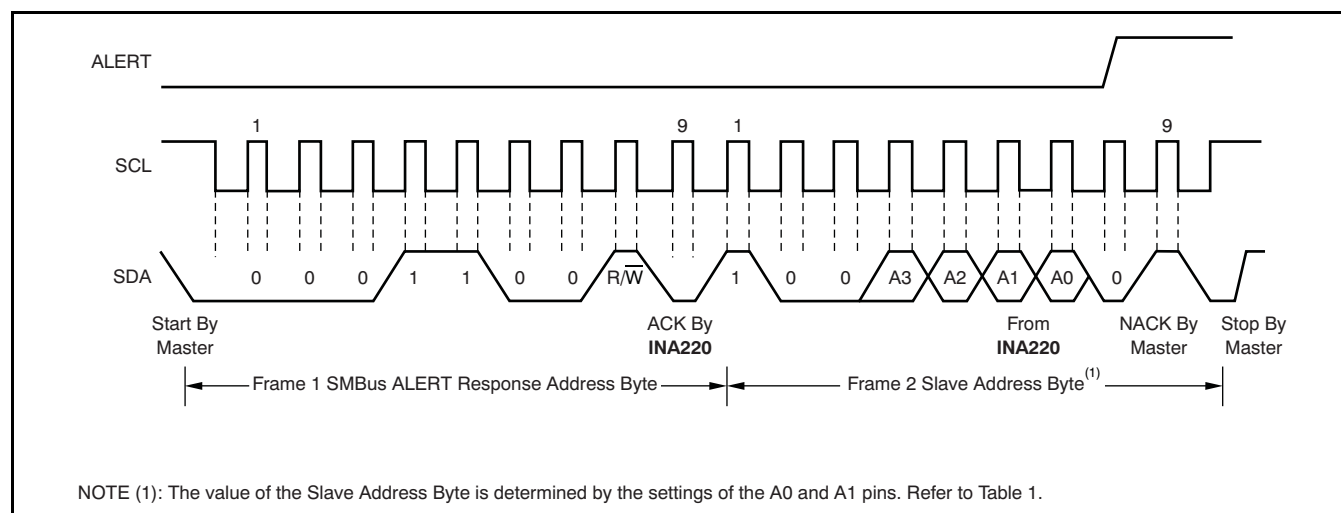 ALERT
1 9 1 9
SCL
SDA
0 0 0 1 1 0 0 R/W̅ 1 0 0 A3 A2 A1 A0 0
Start By
Master
ACK By
INA220
From
INA220
NACK By
Master
Stop By
Master
Frame 1 SMBus ALERT Response Address Byte
Frame 2 Slave Address Byte(1)
NOTE (1): The value of the Slave Address Byte is determined by the settings of the A0 and A1 pins. Refer to Table 1.